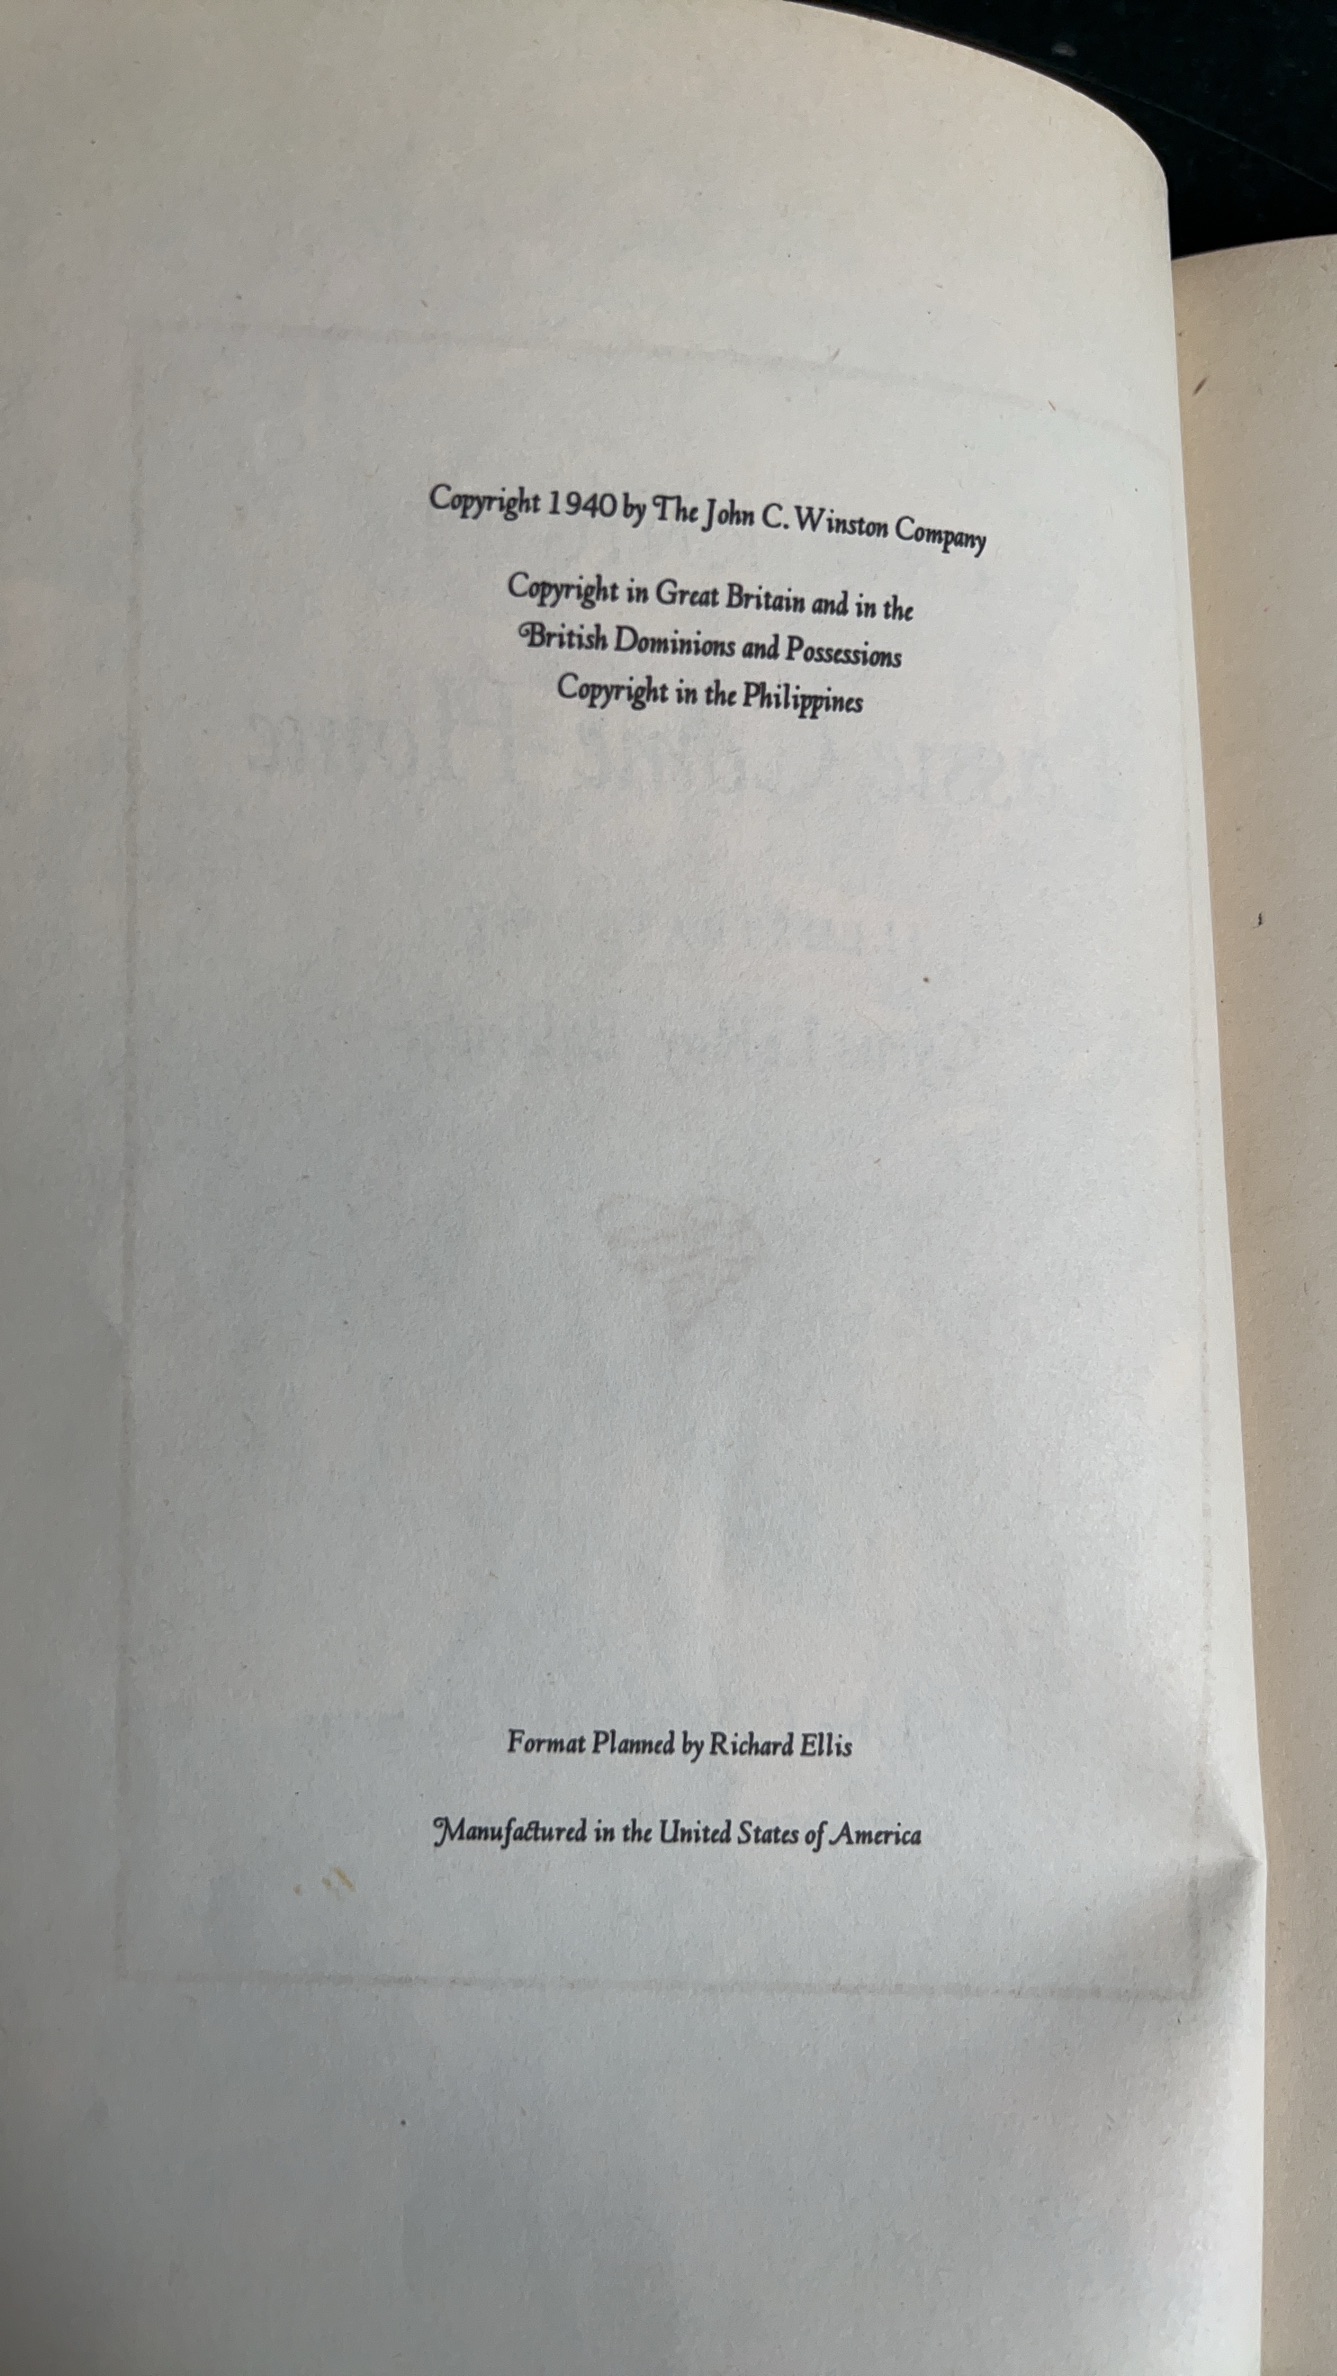 Copyright 1940 by The John C. Winston Company
Copyright in Great Britain and in the
British Dominions and Possessions
Copyright in the Philippines
Format Planned by Richard Ellis
Manufactured in the United States of America